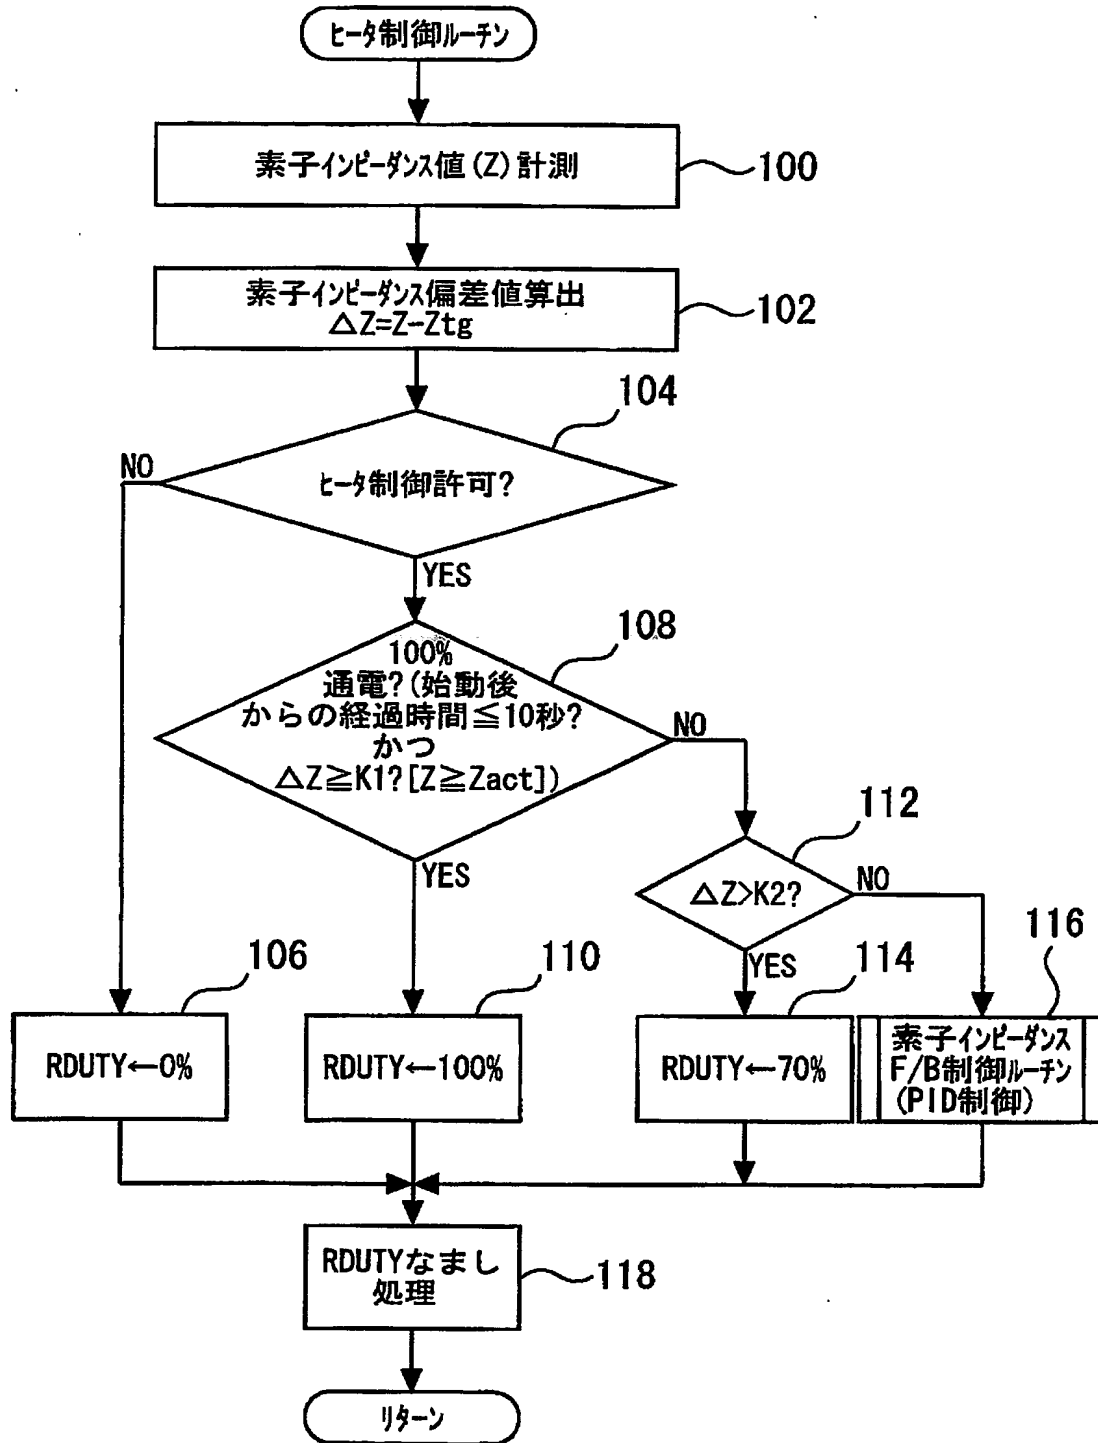 ヒータ制御ルーチン
素子インピーダンス値(Z)計測
100
素子インピーダンス偏差値算出
△Z=Z-Ztg
102
104
NO
ヒータ制御許可?
YES
108
100%
通電?(始動後
からの経過時間≦10秒?
かつ
△Z≧K1?[Z≧Zact])
NO
YES
112
△Z>K2?
NO
YES
106
110
114
116
RDUTY←0%
RDUTY←100%
RDUTY←70%
素子インピーダンス
F/B制御ルーチン
(PID制御)
RDUTYなまし
処理
118
リターン